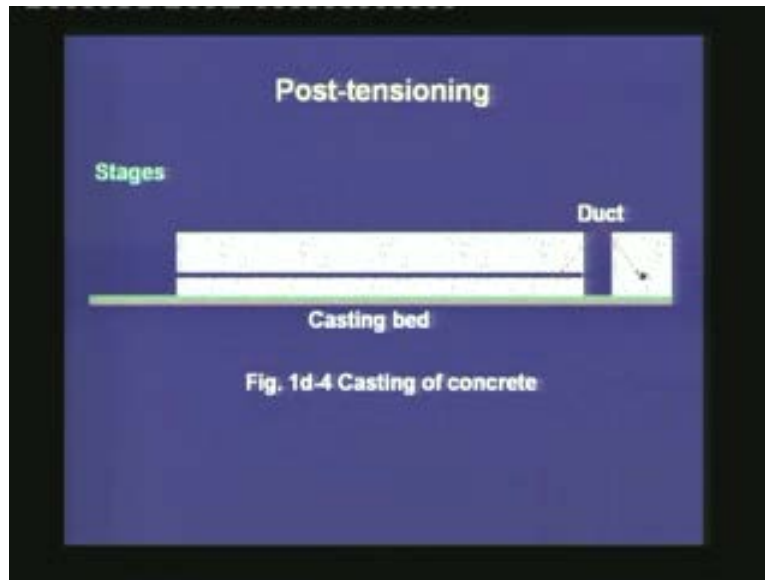 Post-tensioning
Stages
Duct
Casting bed
Fig. 1d-4 Casting of concrete